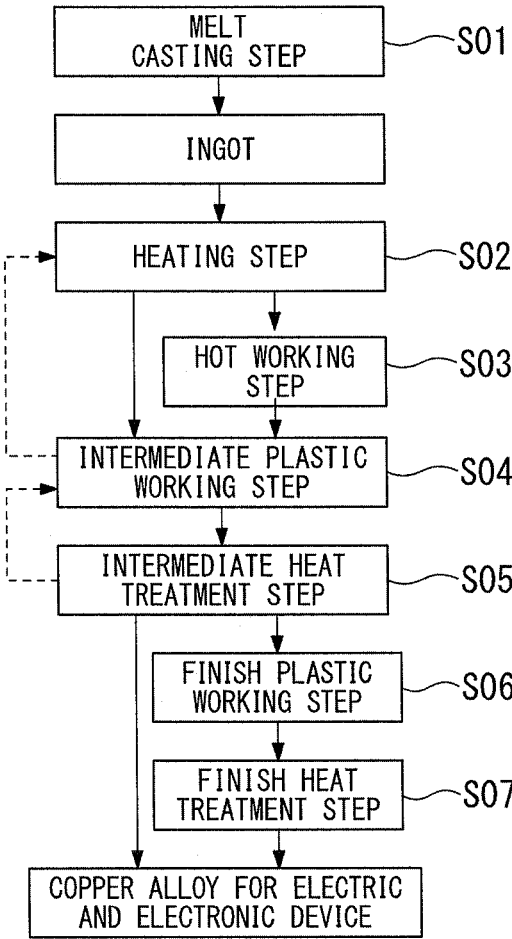 MELT
CASTING STEP
S01
INGOT
HEATING STEP
S02
HOT WORKING
STEP
S03
INTERMEDIATE PLASTIC
WORKING STEP
S04
INTERMEDIATE HEAT
TREATMENT STEP
S05
FINISH PLASTIC
WORKING STEP
S06
FINISH HEAT
TREATMENT STEP
S07
COPPER ALLOY FOR ELECTRIC
AND ELECTRONIC DEVICE